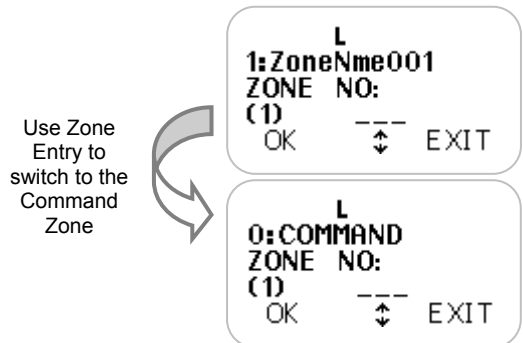 Use Zone
Entry to
switch to the
Command
Zone
L
1:ZoneNme001
ZONE NO:
(1) _ _ _
OK ↕ EXIT
L
0:COMMAND
ZONE NO:
(1) _ _ _
OK ↕ EXIT